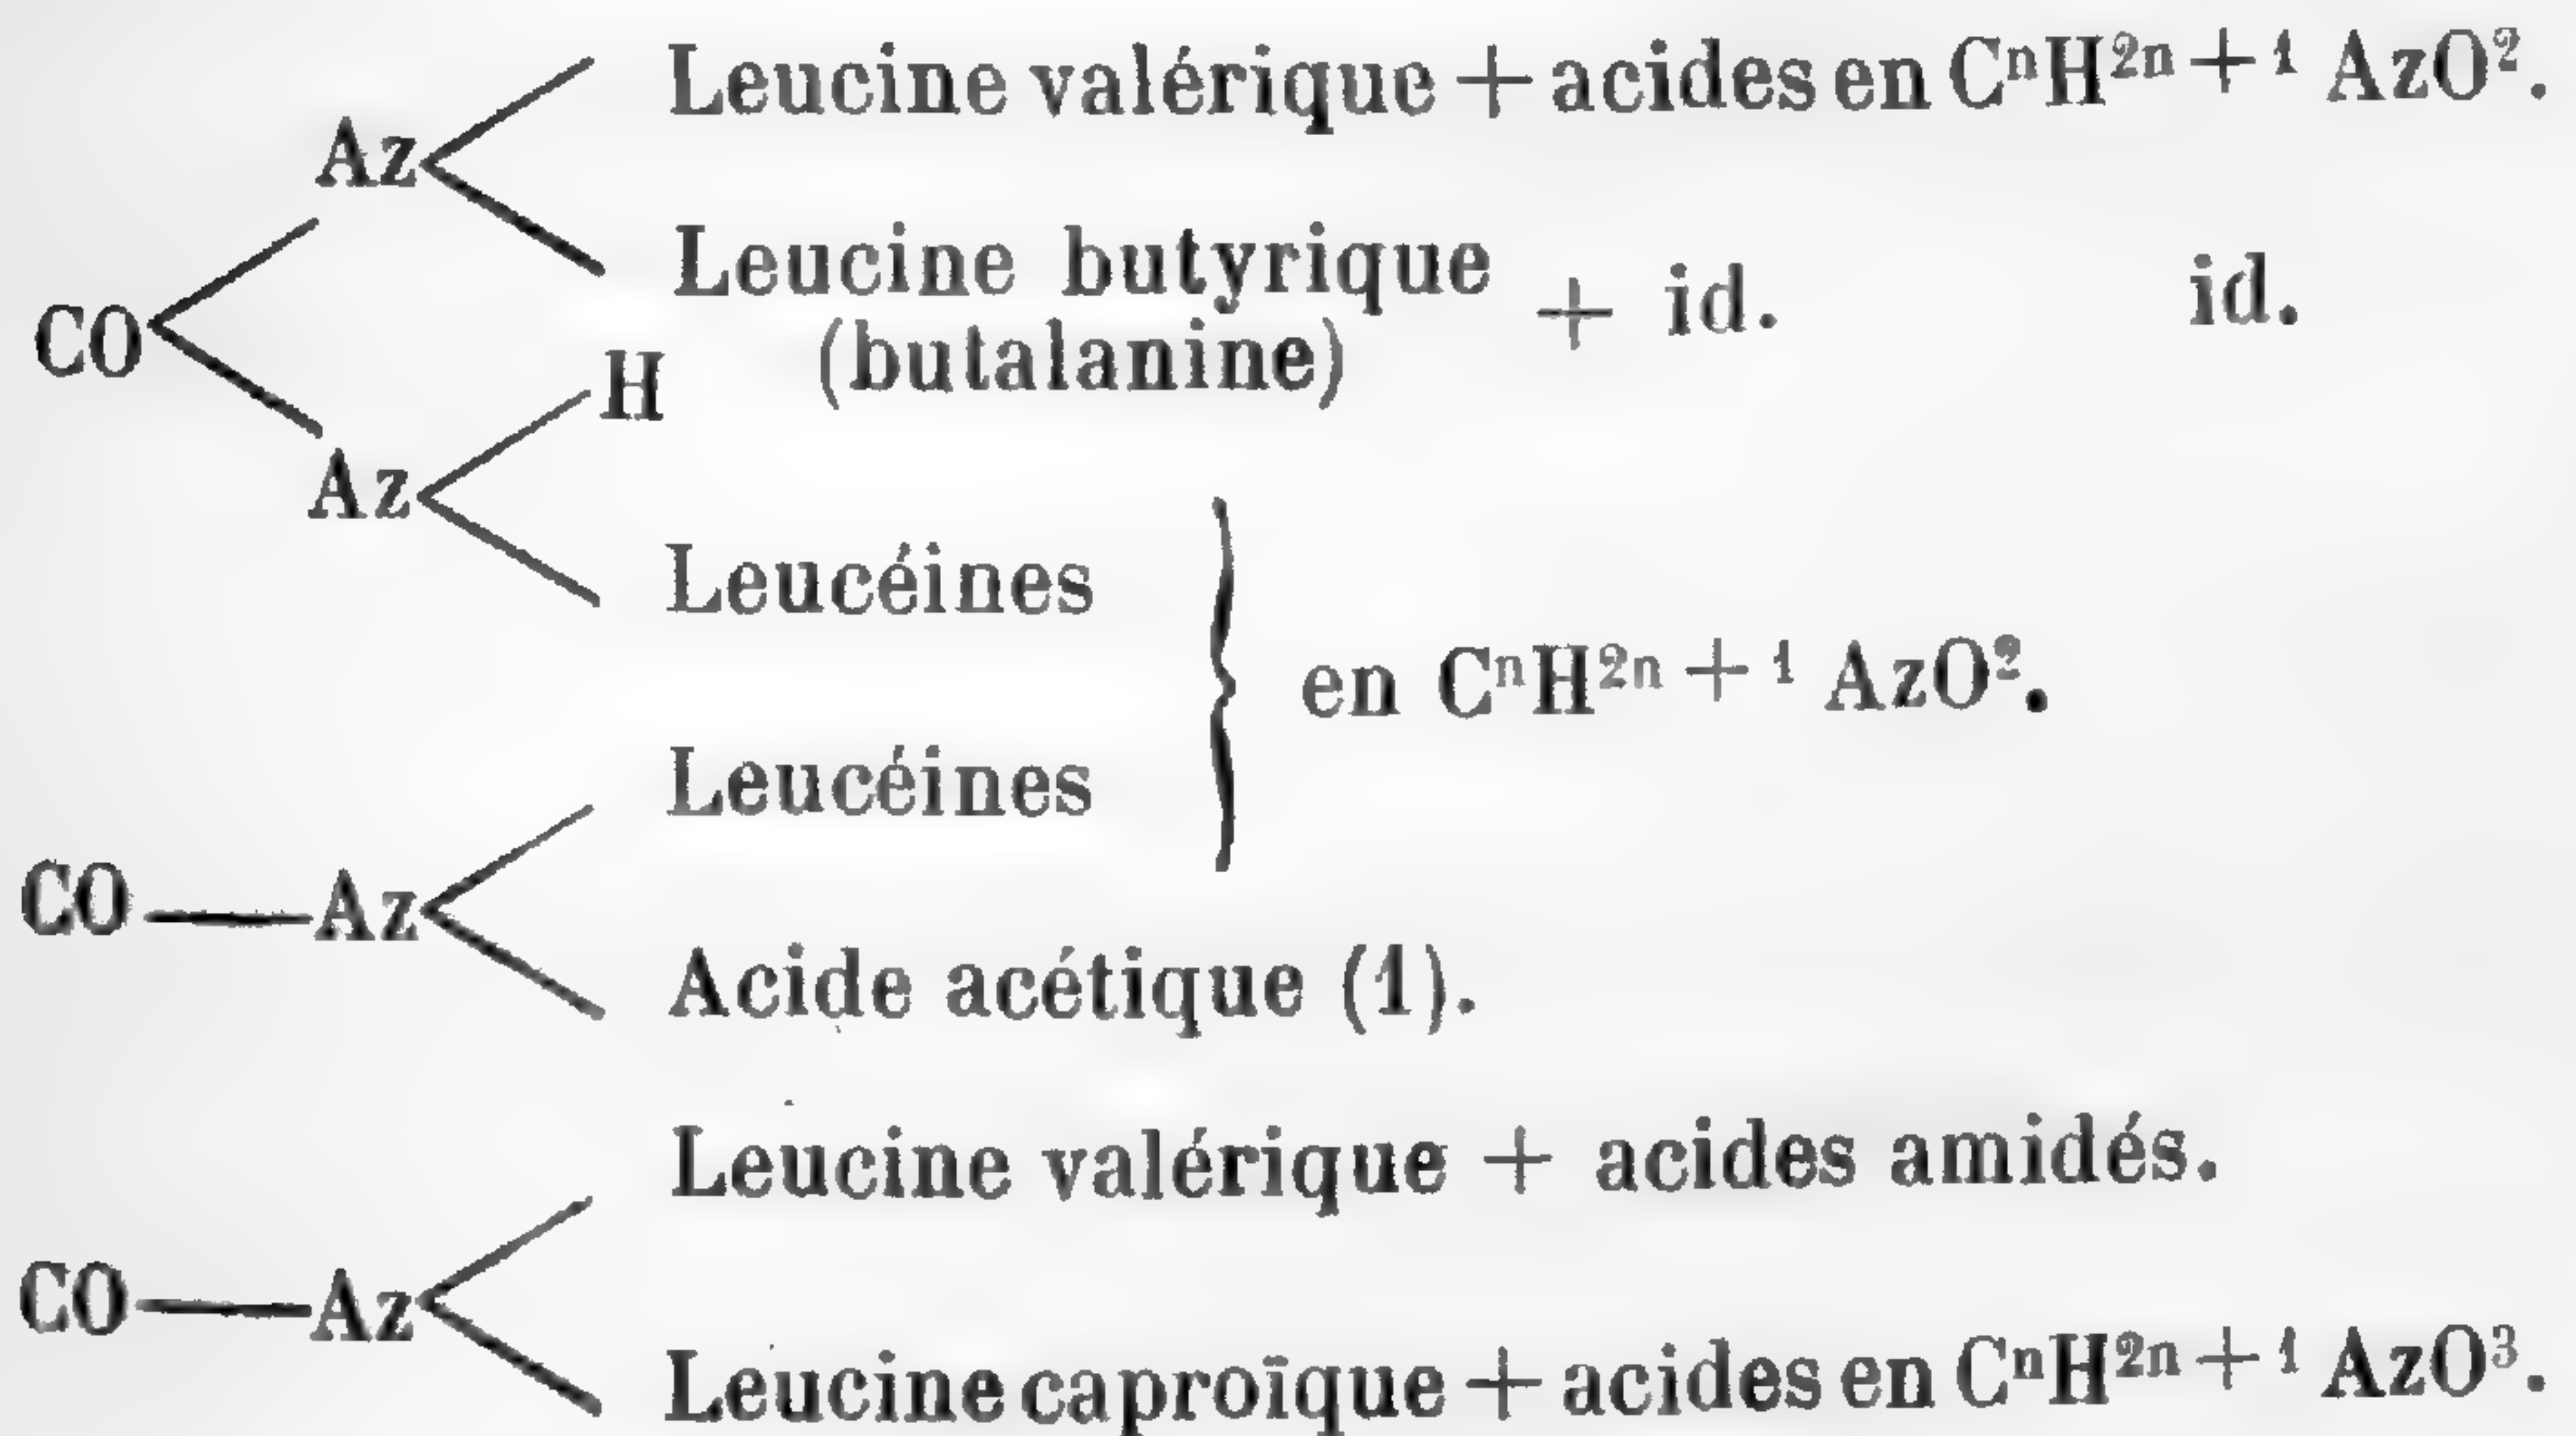 Leucine valérique + acides en CⁿH²ⁿ + ¹ AzO².
Az
Leucine butyrique + id. id.
(butalanine)
CO
H
Az
Leucéines
en CⁿH²ⁿ + ¹ AzO².
Leucéines
CO — Az
Acide acétique (1).
Leucine valérique + acides amidés.
CO — Az
Leucine caproïque + acides en CⁿH²ⁿ + ¹ AzO³.